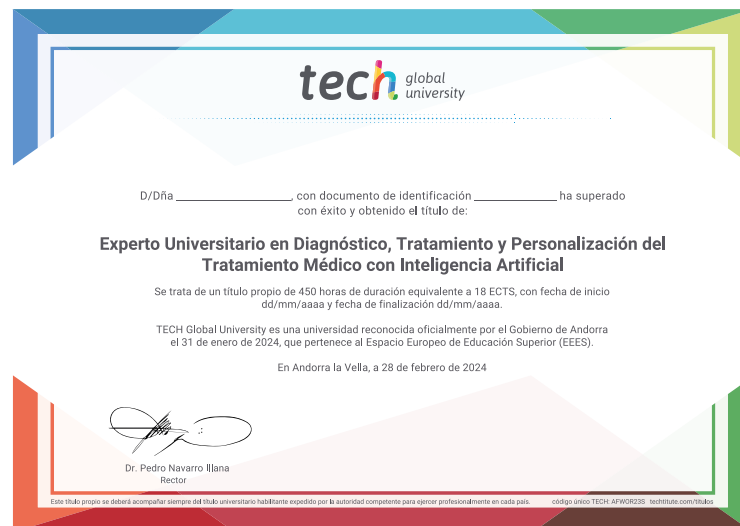 tech global university
D/Dña ______________, con documento de identificación ______________ ha superado
con éxito y obtenido el título de:
Experto Universitario en Diagnóstico, Tratamiento y Personalización del
Tratamiento Médico con Inteligencia Artificial
Se trata de un título propio de 450 horas de duración equivalente a 18 ECTS, con fecha de inicio
dd/mm/aaaa y fecha de finalización dd/mm/aaaa.
TECH Global University es una universidad reconocida oficialmente por el Gobierno de Andorra
el 31 de enero de 2024, que pertenece al Espacio Europeo de Educación Superior (EEES).
En Andorra la Vella, a 28 de febrero de 2024
Dr. Pedro Navarro Illana
Rector
Este título propio se deberá acompañar siempre del título universitario habilitante expedido por la autoridad competente para ejercer profesionalmente en cada país. código único TECH: AFWOR23S techtitute.com/titulos